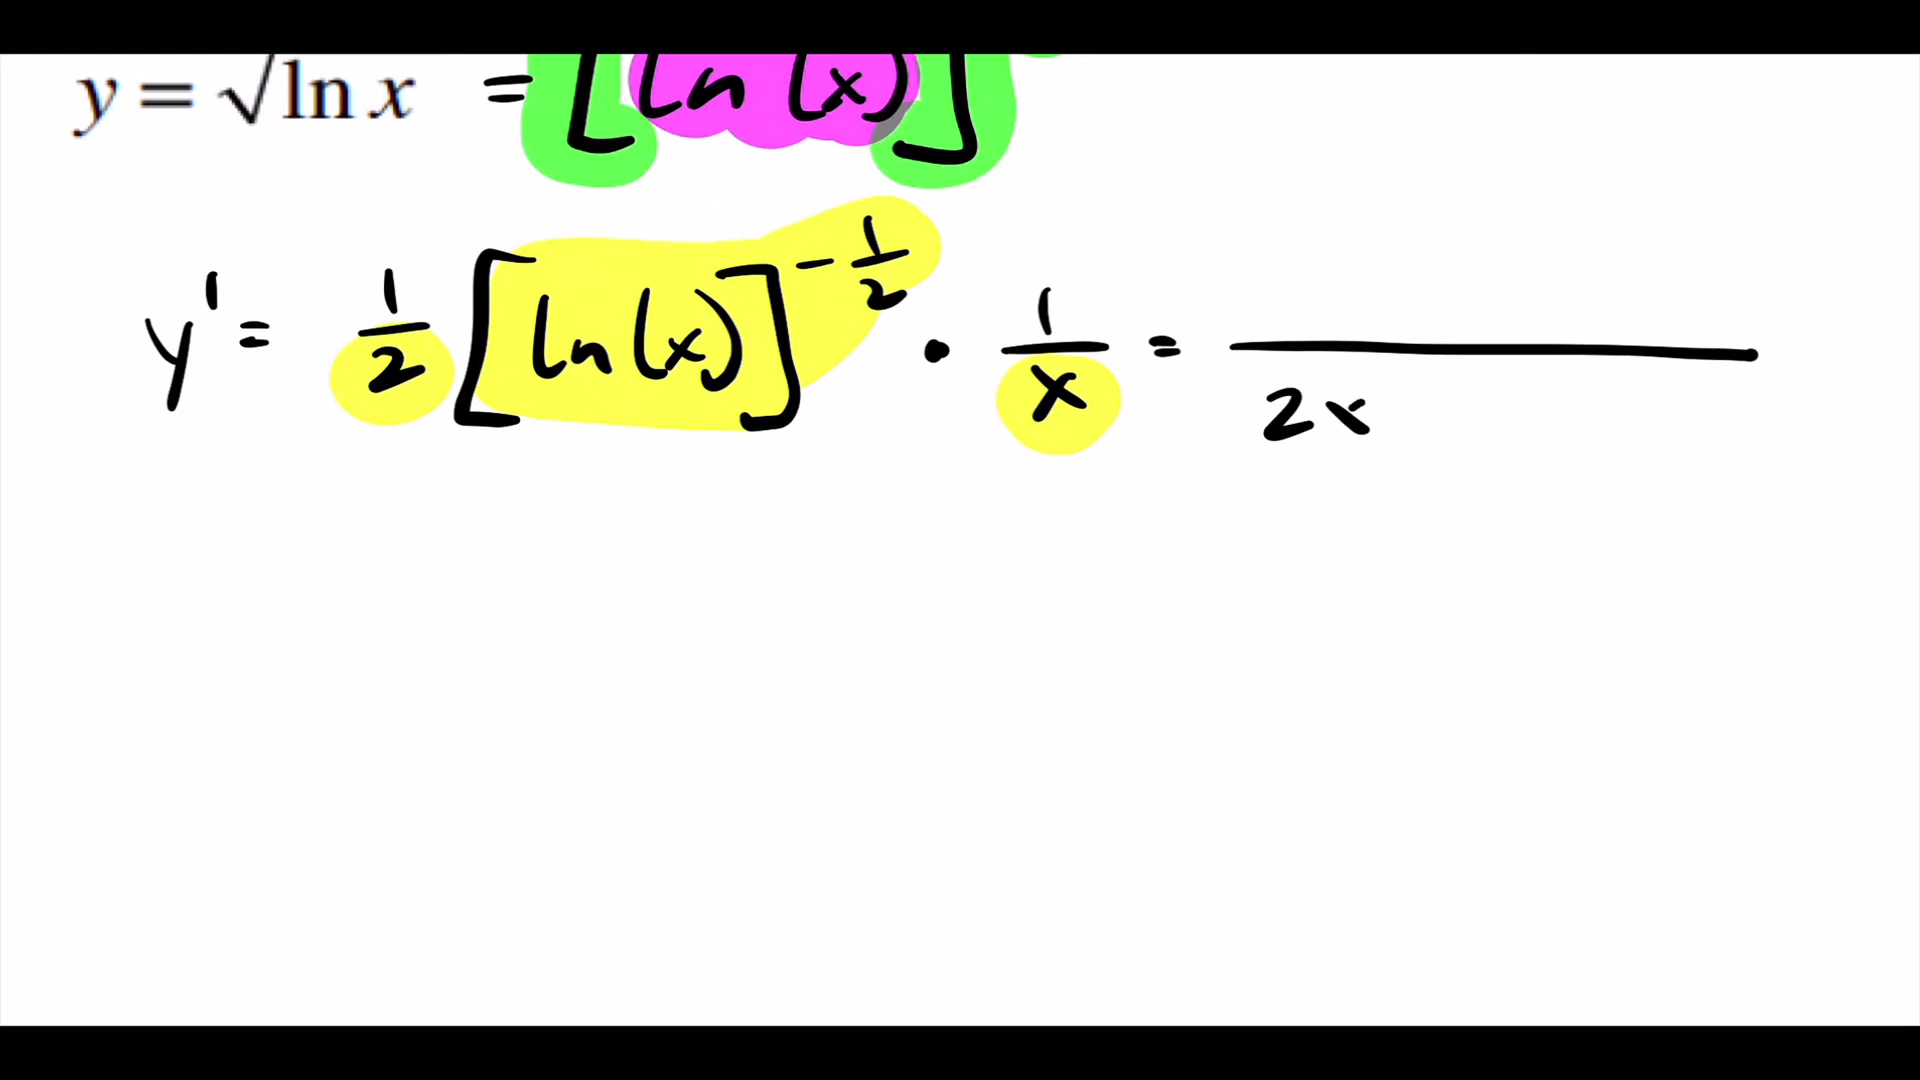 y = √ln x = [ln(x)]
y' = 1/2 [ln(x)]^(-1/2) · 1/x = ——— / 2x